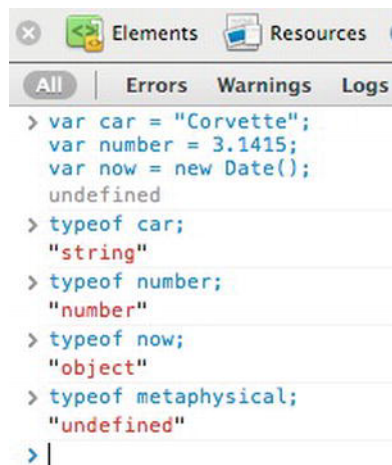 Elements Resources
All Errors Warnings Logs
> var car = "Corvette";
var number = 3.1415;
var now = new Date();
undefined
> typeof car;
"string"
> typeof number;
"number"
> typeof now;
"object"
> typeof metaphysical;
"undefined"
>